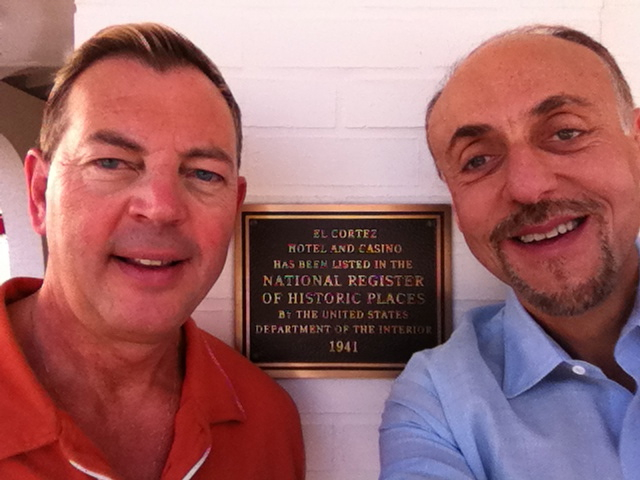 EL CORTEZ
HOTEL AND CASINO
HAS BEEN LISTED IN THE
NATIONAL REGISTER
OF HISTORIC PLACES
BY THE UNITED STATES
DEPARTMENT OF THE INTERIOR
1941